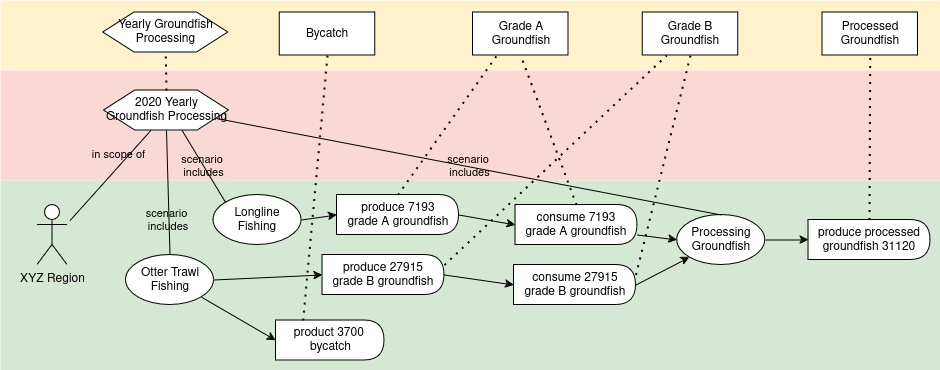 Yearly Groundfish
Processing
Bycatch
Grade A
Groundfish
Grade B
Groundfish
Processed
Groundfish
2020 Yearly
Groundfish Processing
in scope of
scenario
includes
scenario
includes
scenario
includes
XYZ Region
Longline
Fishing
produce 7193
grade A groundfish
consume 7193
grade A groundfish
Processing
Groundfish
produce processed
groundfish 31120
Otter Trawl
Fishing
produce 27915
grade B groundfish
consume 27915
grade B groundfish
product 3700
bycatch